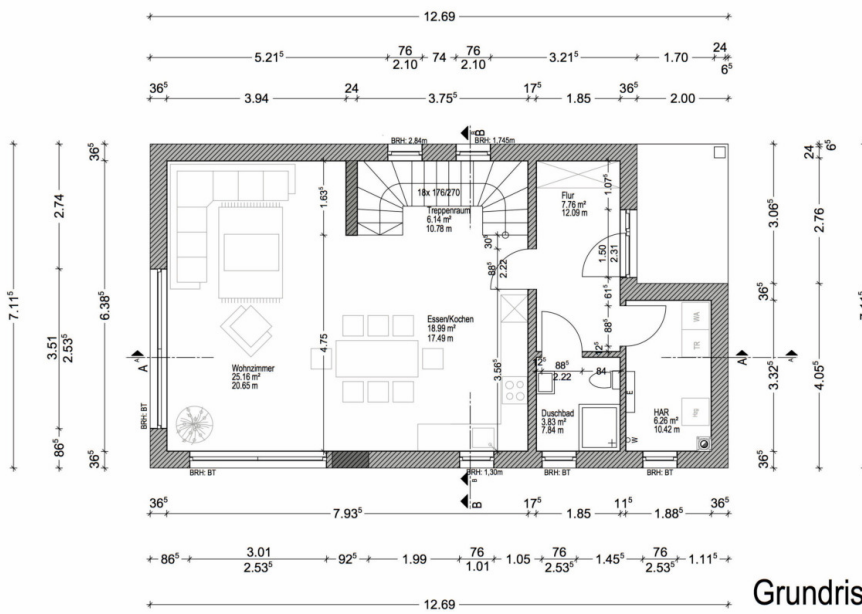 12.69
5.21⁵ 76 74 76 3.21⁵ 1.70 24
2.10 2.10 6⁵
36⁵ 3.94 24 3.75⁵ 17⁵ 1.85 36⁵ 2.00
BRH: 2,84m
B
BRH: 1,745m
18x 176/270
Treppenraum
6.14 m²
10.78 m
Flur
7.76 m²
12.09 m
1.07⁵
1.63⁵
30⁵
88⁵
2.22
1.50
2.31
61⁵
88⁵
12⁵
Essen/Kochen
18.99 m²
17.49 m
4.75
3.56⁵
Wohnzimmer
25.16 m²
20.65 m
12⁵ 88⁵ 84
2.22
Duschbad
3.83 m²
7.84 m
HAR
6.26 m²
10.42 m
WA
TR
Hzg
E
W
A
A
A
A
BRH: BT
BRH: BT
BRH: 1,30m
BRH: BT
BRH: BT
B
B
7.11⁵
2.74
3.51
2.53⁵
86⁵
36⁵
6.38⁵
36⁵
3.06⁵
36⁵
3.32⁵
36⁵
24
6⁵
2.76
4.05⁵
36⁵ 7.93⁵ 17⁵ 1.85 11⁵ 1.88⁵ 36⁵
86⁵ 3.01 92⁵ 1.99 76 1.05 76 1.45⁵ 76 1.11⁵
2.53⁵ 1.01 2.53⁵ 2.53⁵
12.69
Grundris